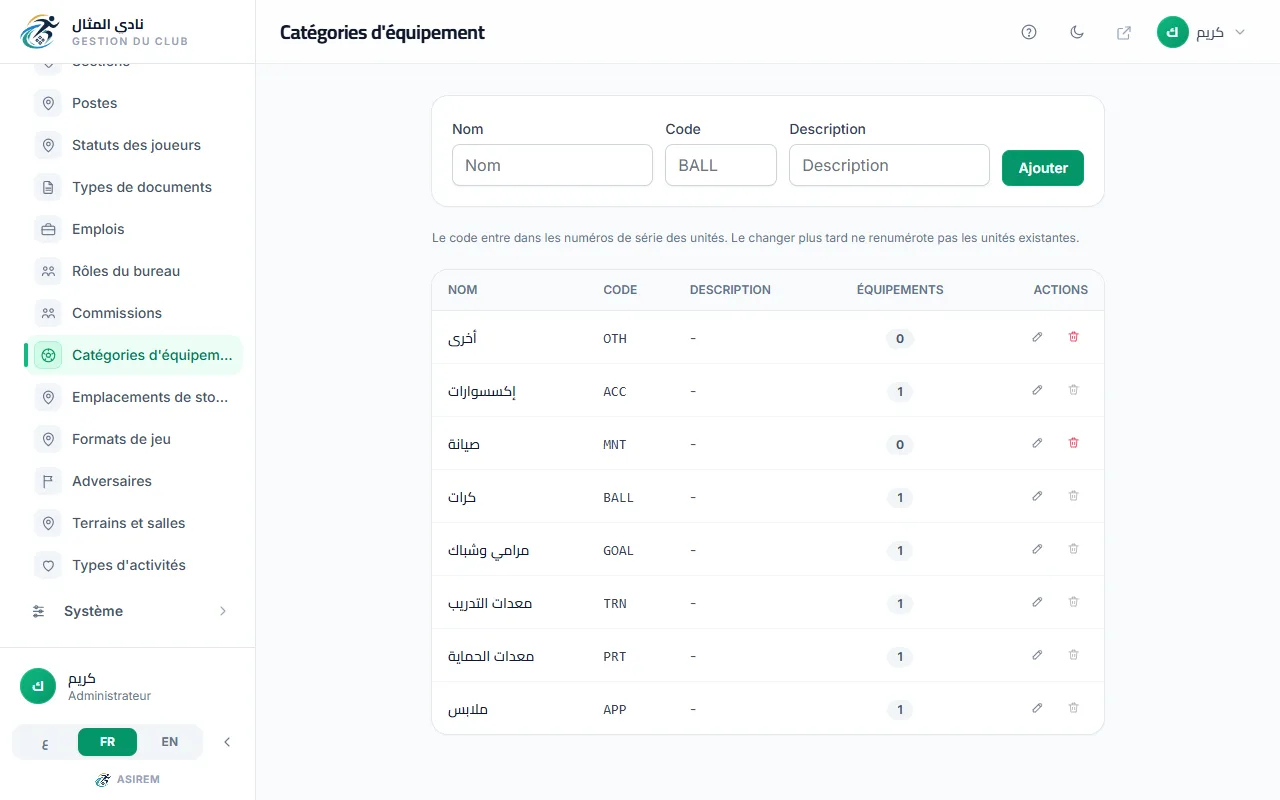 نادي المثال
GESTION DU CLUB
Postes
Statuts des joueurs
Types de documents
Emplois
Rôles du bureau
Commissions
Catégories d'équipem...
Emplacements de sto...
Formats de jeu
Adversaires
Terrains et salles
Types d'activités
Système
كريم
Administrateur
ع FR EN
ASIREM
Catégories d'équipement
ك كريم
Nom Code Description
Nom BALL Description Ajouter
Le code entre dans les numéros de série des unités. Le changer plus tard ne renumérote pas les unités existantes.
NOM CODE DESCRIPTION ÉQUIPEMENTS ACTIONS
أخرى OTH - 0
إكسسوارات ACC - 1
صيانة MNT - 0
كرات BALL - 1
مرامي وشباك GOAL - 1
معدات التدريب TRN - 1
معدات الحماية PRT - 1
ملابس APP - 1